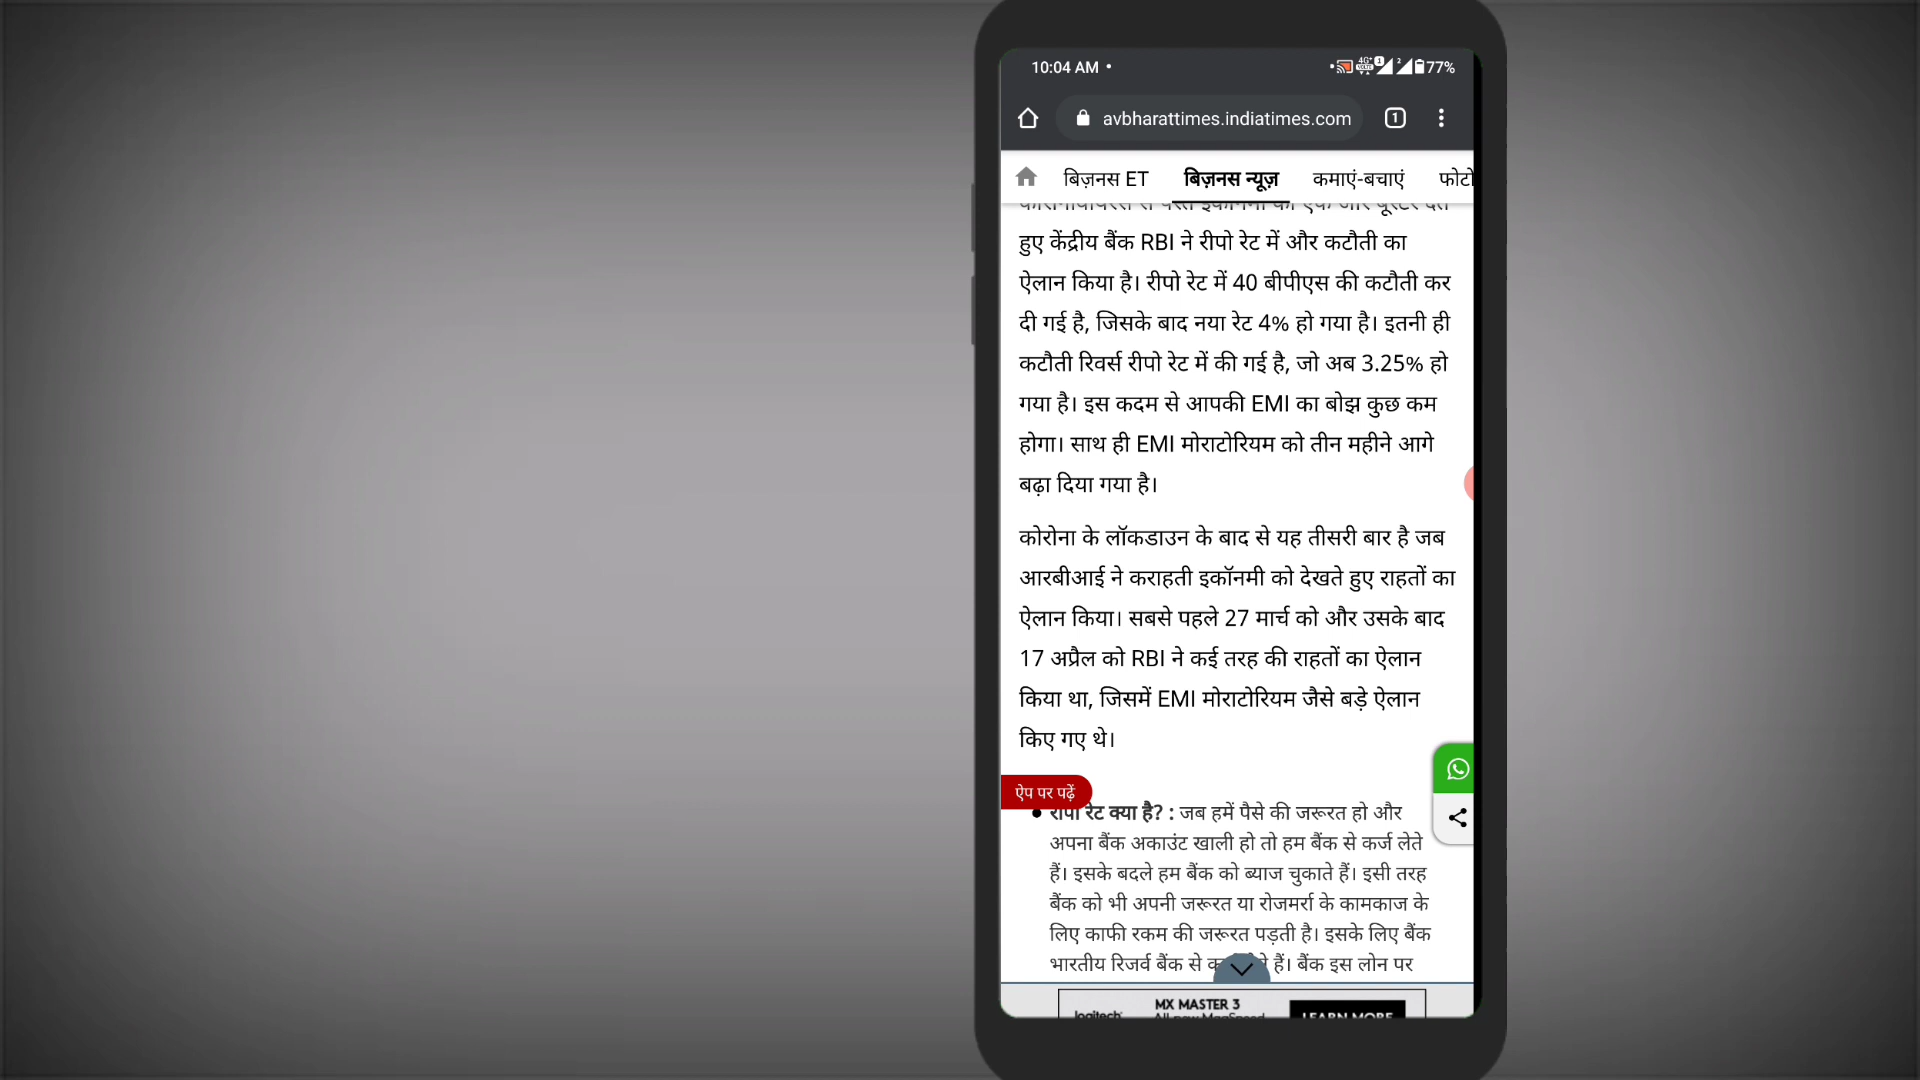 10:04 AM
77%
avbharattimes.indiatimes.com
1
बिज़नस ET बिज़नस न्यूज़ कमाएं-बचाएं फोटो
हुए केंद्रीय बैंक RBI ने रीपो रेट में और कटौती का
ऐलान किया है। रीपो रेट में 40 बीपीएस की कटौती कर
दी गई है, जिसके बाद नया रेट 4% हो गया है। इतनी ही
कटौती रिवर्स रीपो रेट में की गई है, जो अब 3.25% हो
गया है। इस कदम से आपकी EMI का बोझ कुछ कम
होगा। साथ ही EMI मोराटोरियम को तीन महीने आगे
बढ़ा दिया गया है।
कोरोना के लॉकडाउन के बाद से यह तीसरी बार है जब
आरबीआई ने कराहती इकॉनमी को देखते हुए राहतों का
ऐलान किया। सबसे पहले 27 मार्च को और उसके बाद
17 अप्रैल को RBI ने कई तरह की राहतों का ऐलान
किया था, जिसमें EMI मोराटोरियम जैसे बड़े ऐलान
किए गए थे।
ऐप पर पढ़ें
रीपो रेट क्या है? : जब हमें पैसे की जरूरत हो और
अपना बैंक अकाउंट खाली हो तो हम बैंक से कर्ज लेते
हैं। इसके बदले हम बैंक को ब्याज चुकाते हैं। इसी तरह
बैंक को भी अपनी जरूरत या रोजमर्रा के कामकाज के
लिए काफी रकम की जरूरत पड़ती है। इसके लिए बैंक
भारतीय रिजर्व बैंक से हैं। बैंक इस लोन पर
MX MASTER 3
logitech LEARN MORE